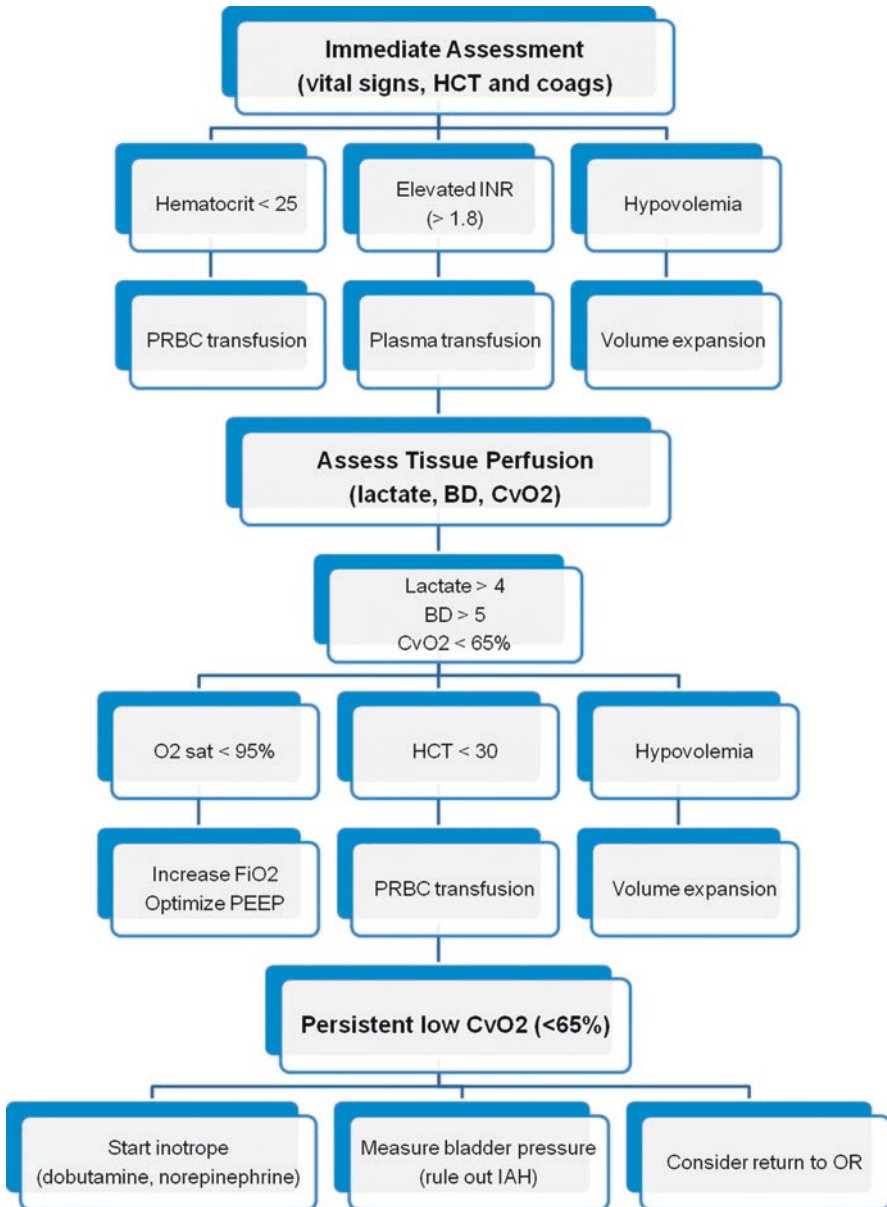 Immediate Assessment
(vital signs, HCT and coags)
Hematocrit < 25
Elevated INR
(> 1.8)
Hypovolemia
PRBC transfusion
Plasma transfusion
Volume expansion
Assess Tissue Perfusion
(lactate, BD, CvO2)
Lactate > 4
BD > 5
CvO2 < 65%
O2 sat < 95%
HCT < 30
Hypovolemia
Increase FiO2
Optimize PEEP
PRBC transfusion
Volume expansion
Persistent low CvO2 (<65%)
Start inotrope
(dobutamine, norepinephrine)
Measure bladder pressure
(rule out IAH)
Consider return to OR